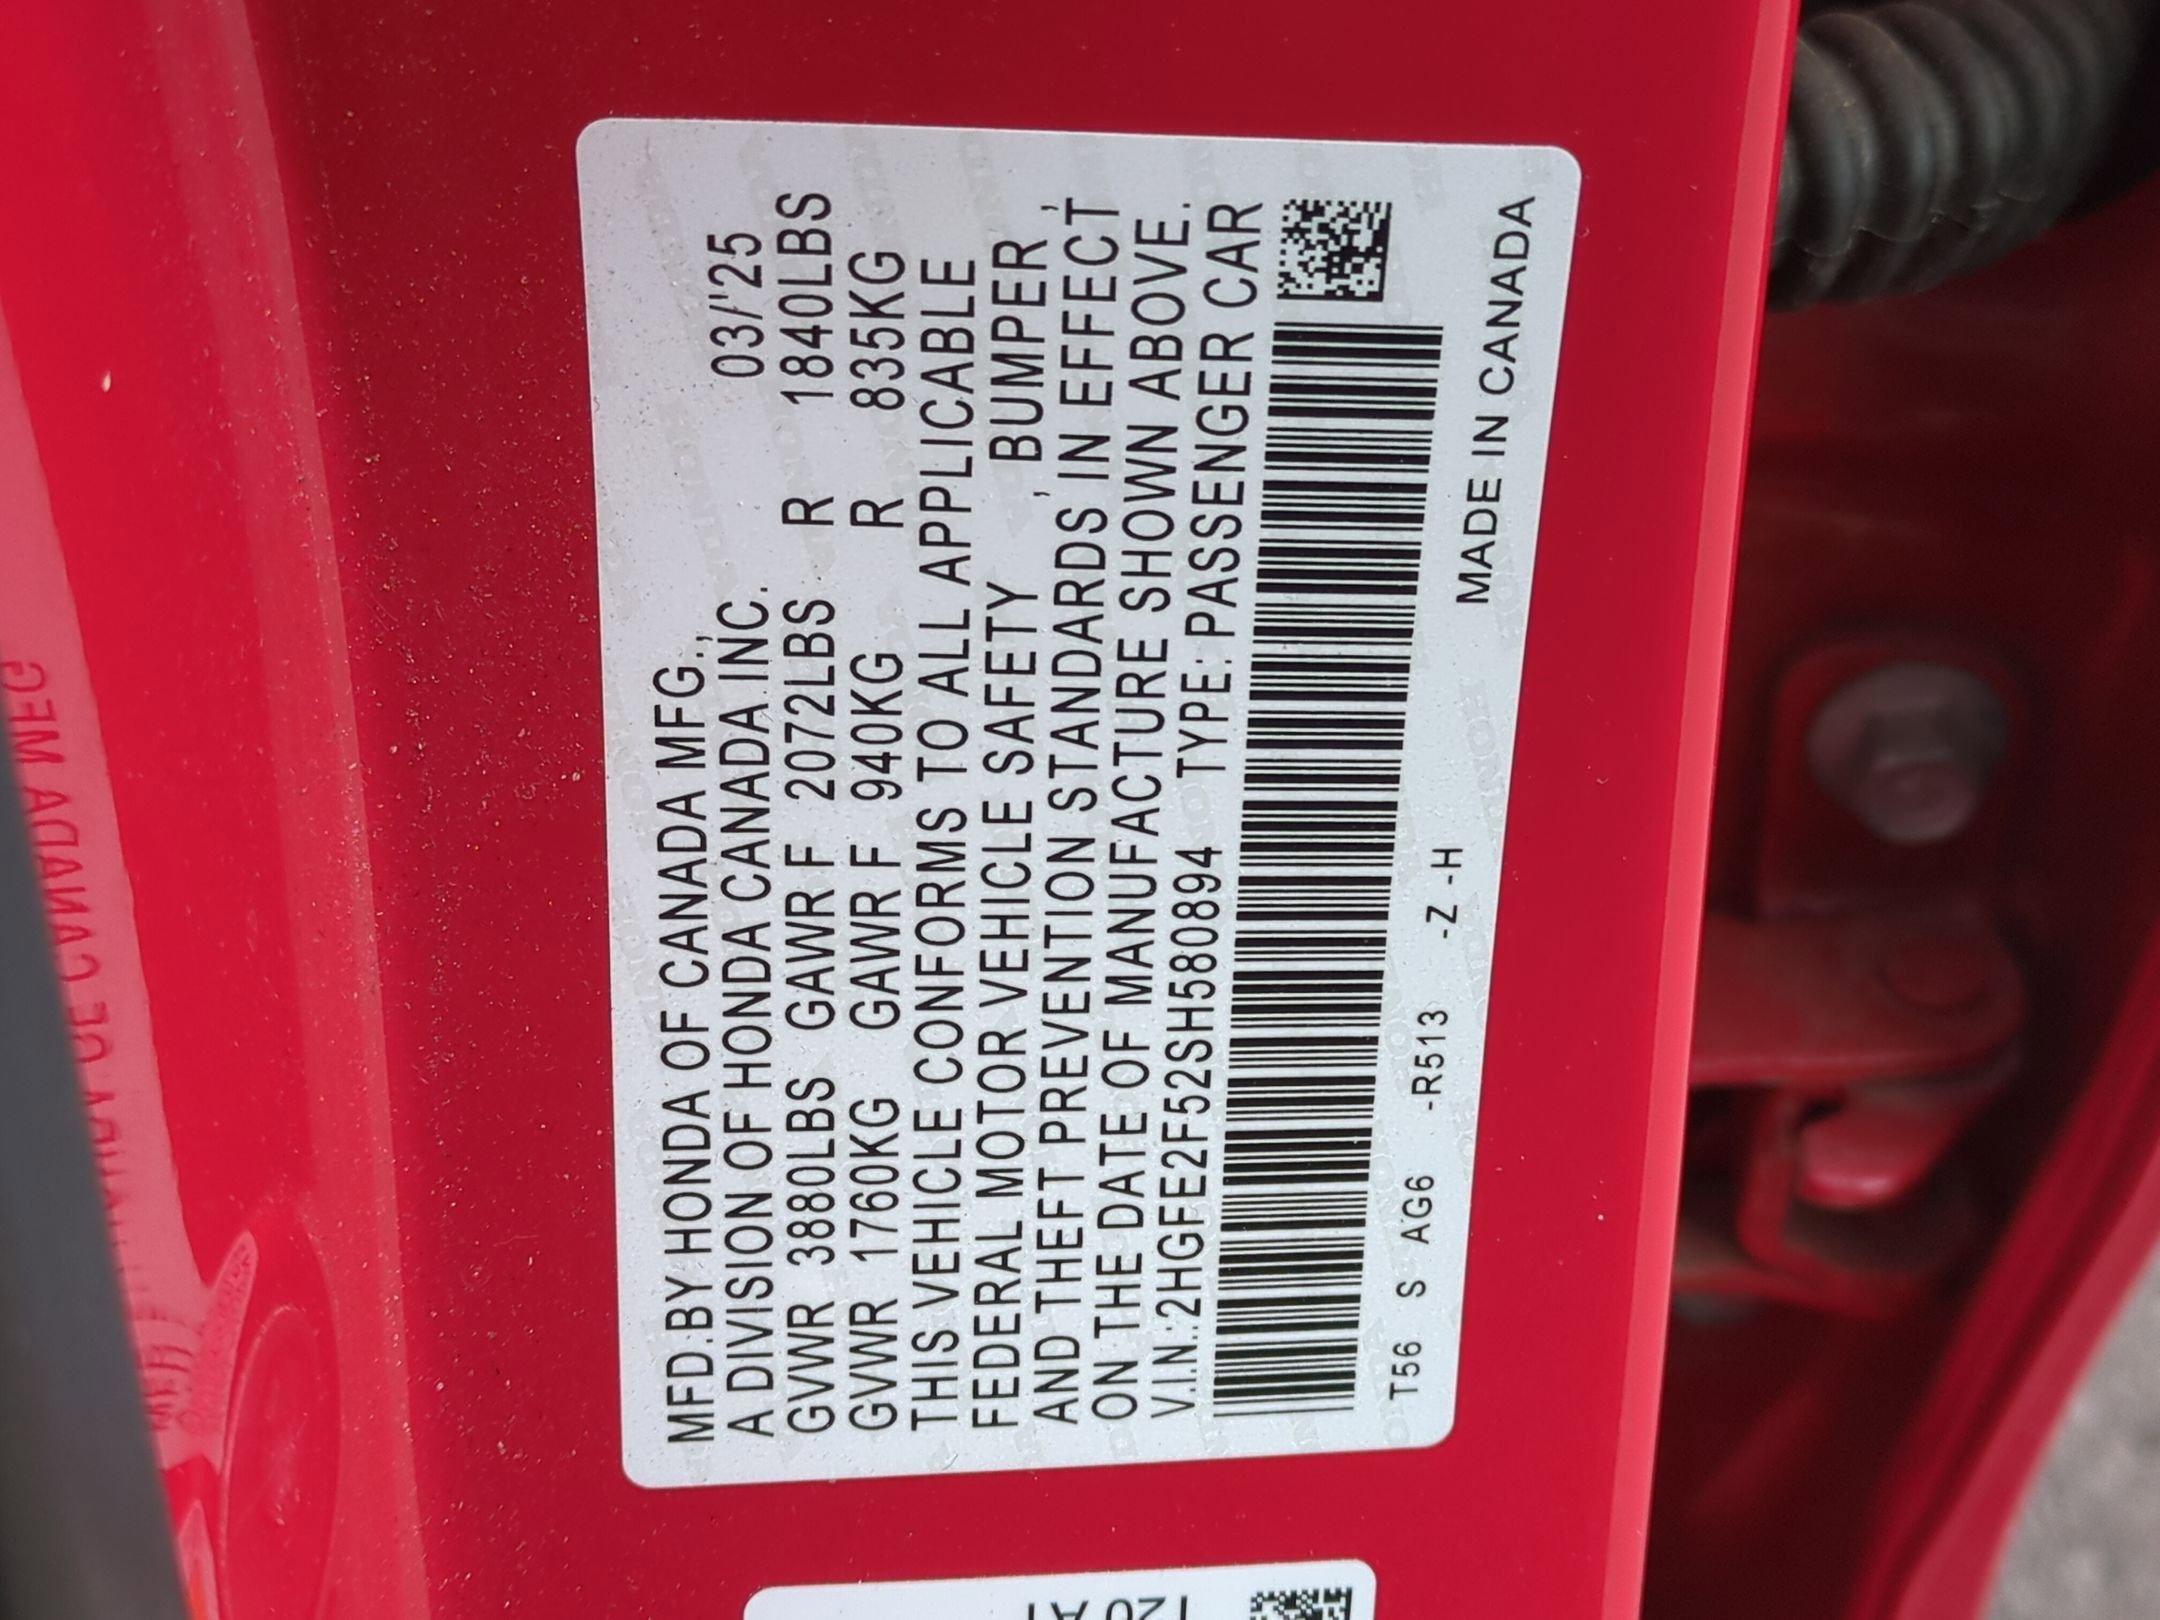 MFD.BY HONDA OF CANADA MFG.,
A DIVISION OF HONDA CANADA INC. 03/'25
GVWR 3880LBS GAWR F 2072LBS R 1840LBS
GVWR 1760KG GAWR F 940KG R 835KG
THIS VEHICLE CONFORMS TO ALL APPLICABLE
FEDERAL MOTOR VEHICLE SAFETY , BUMPER ,
AND THEFT PREVENTION STANDARDS , IN EFFECT
ON THE DATE OF MANUFACTURE SHOWN ABOVE.
V.I.N.:2HGFE2F52SH580894 TYPE: PASSENGER CAR
T56 S AG6 -R513 -Z -H
MADE IN CANADA